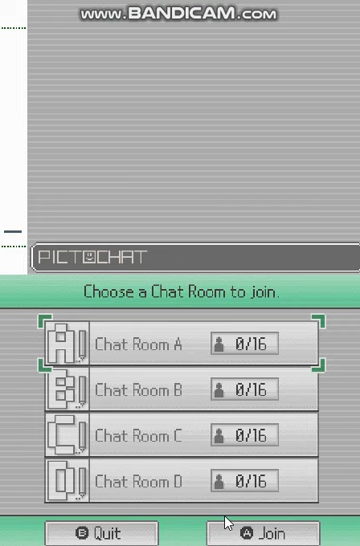 www.BANDICAM.com
PICTOCHAT
Choose a Chat Room to join.
A Chat Room A 0/16
B Chat Room B 0/16
C Chat Room C 0/16
D Chat Room D 0/16
B Quit A Join